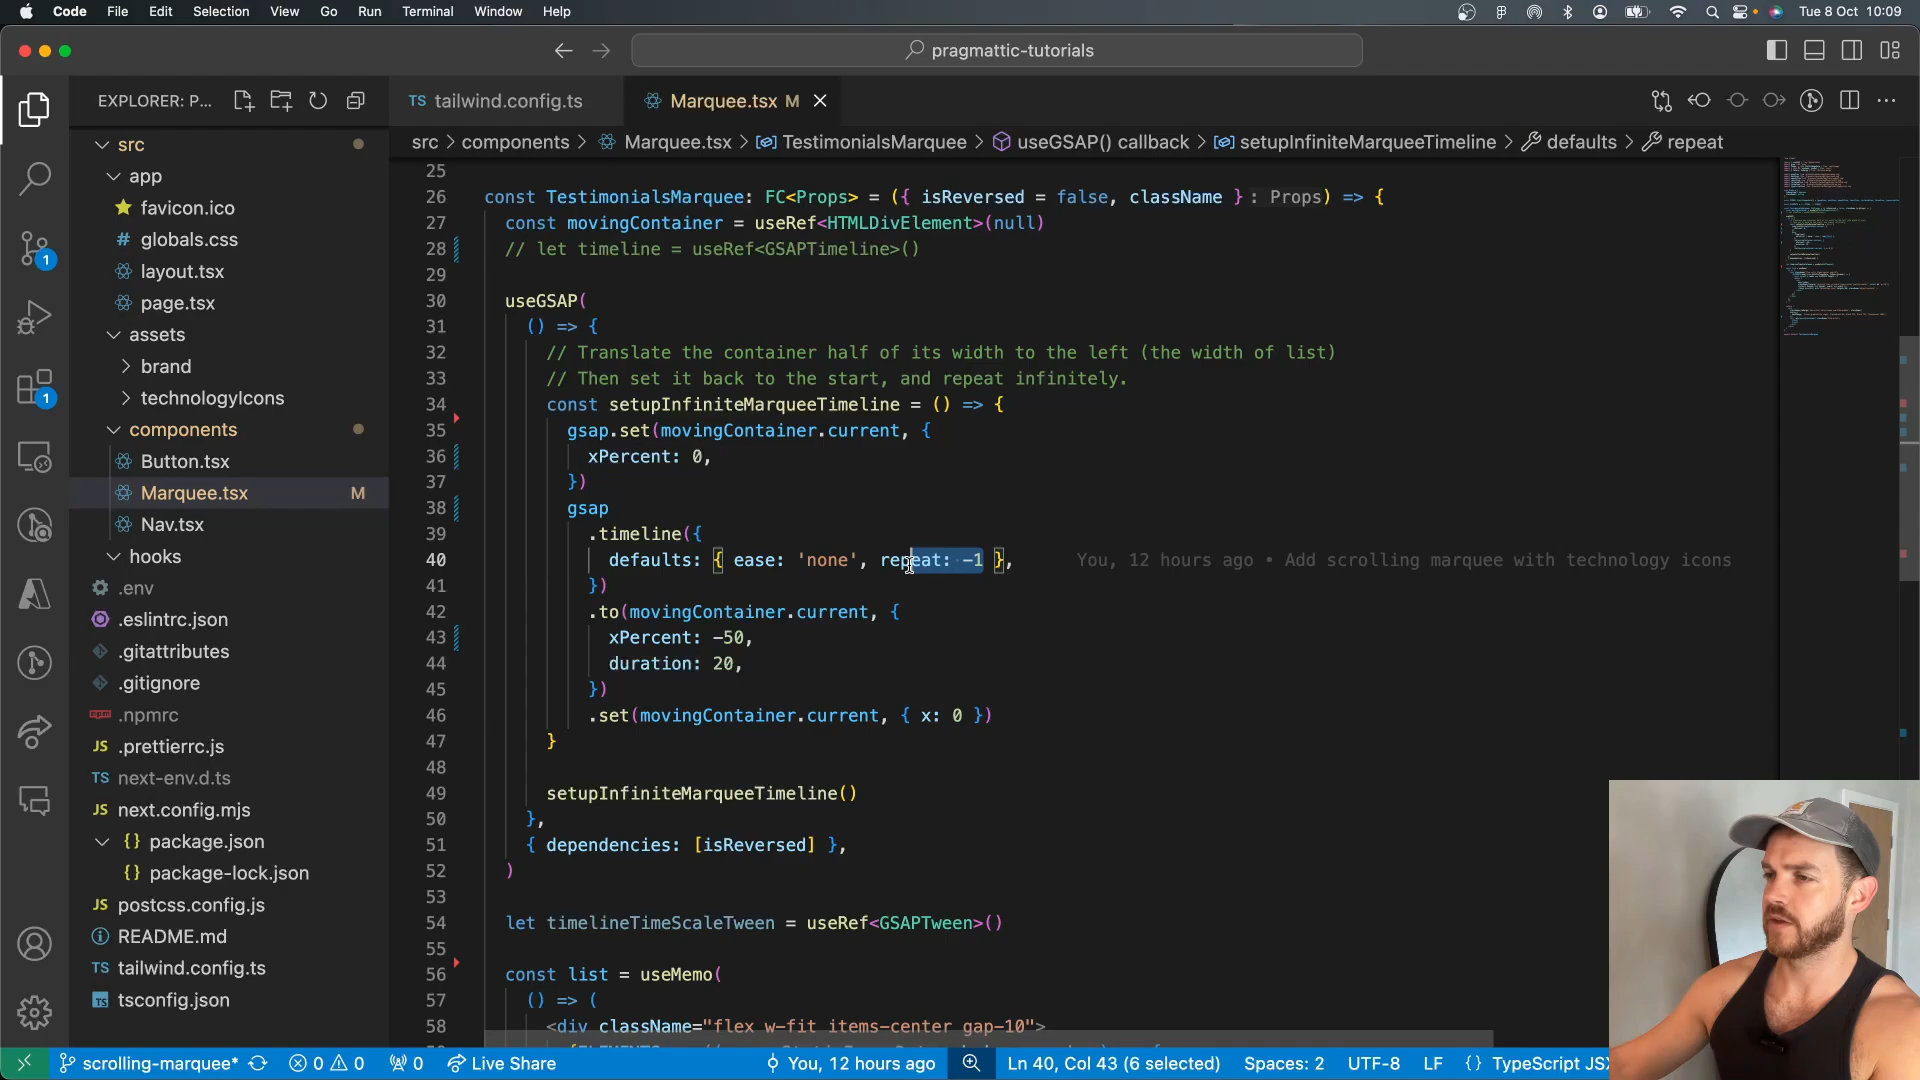 Code File Edit Selection View Go Run Terminal Window Help Tue 8 Oct 10:09
pragmattic-tutorials
EXPLORER: P... TS tailwind.config.ts Marquee.tsx M
src > components > Marquee.tsx > TestimonialsMarquee > useGSAP() callback > setupInfiniteMarqueeTimeline > defaults > repeat
src
app
favicon.ico
# globals.css
layout.tsx
page.tsx
assets
brand
technologyIcons
components
Button.tsx
Marquee.tsx M
Nav.tsx
hooks
.env
.eslintrc.json
.gitattributes
.gitignore
.npmrc
JS .prettierrc.js
TS next-env.d.ts
JS next.config.mjs
{} package.json
{} package-lock.json
JS postcss.config.js
README.md
TS tailwind.config.ts
TS tsconfig.json
1
1
25
26 const TestimonialsMarquee: FC<Props> = ({ isReversed = false, className }: Props) => {
27 const movingContainer = useRef<HTMLDivElement>(null)
28 // let timeline = useRef<GSAPTimeline>()
29
30 useGSAP(
31 () => {
32 // Translate the container half of its width to the left (the width of list)
33 // Then set it back to the start, and repeat infinitely.
34 const setupInfiniteMarqueeTimeline = () => {
35 gsap.set(movingContainer.current, {
36 xPercent: 0,
37 })
38 gsap
39 .timeline({
40 defaults: { ease: 'none', repeat: -1 }, You, 12 hours ago • Add scrolling marquee with technology icons
41 })
42 .to(movingContainer.current, {
43 xPercent: -50,
44 duration: 20,
45 })
46 .set(movingContainer.current, { x: 0 })
47 }
48
49 setupInfiniteMarqueeTimeline()
50 },
51 { dependencies: [isReversed] },
52 )
53
54 let timelineTimeScaleTween = useRef<GSAPTween>()
55
56 const list = useMemo(
57 () => (
58 <div className="flex w-fit items-center gap-10">
scrolling-marquee* 0 0 0 Live Share You, 12 hours ago Ln 40, Col 43 (6 selected) Spaces: 2 UTF-8 LF {} TypeScript JSX